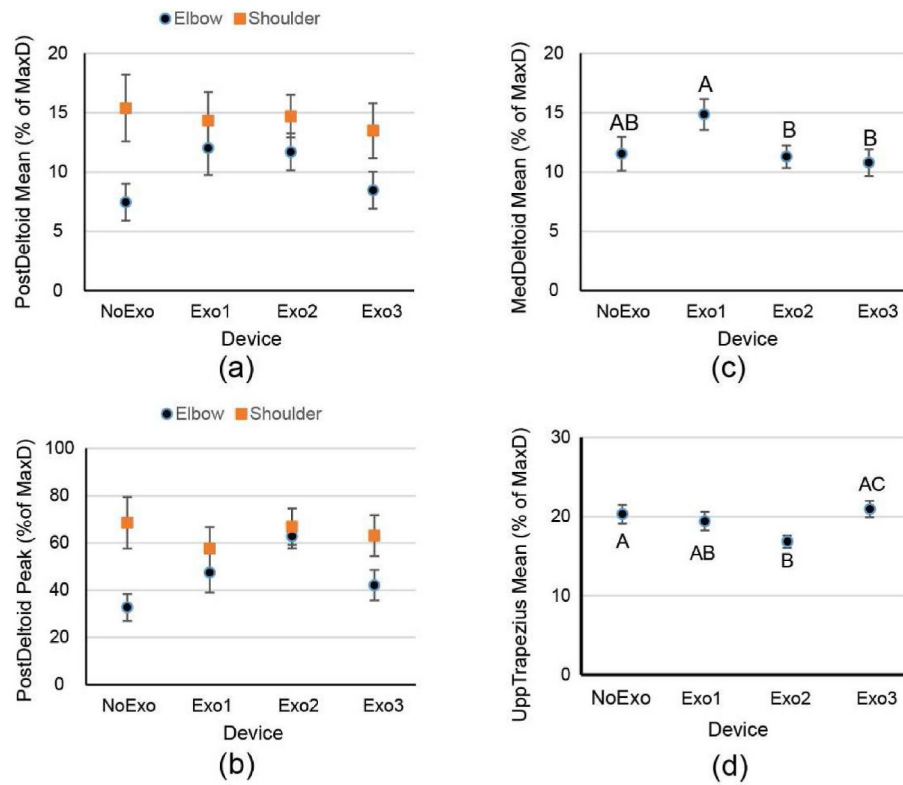 Elbow Shoulder
PostDeltoid Mean (% of MaxD)
20
15
10
5
0
NoExo Exo1 Exo2 Exo3
Device
(a)
Elbow Shoulder
PostDeltoid Peak (%of MaxD)
100
80
60
40
20
0
NoExo Exo1 Exo2 Exo3
Device
(b)
MedDeltoid Mean (% of MaxD)
20
15
10
5
0
AB A B B
NoExo Exo1 Exo2 Exo3
Device
(c)
UppTrapezius Mean (% of MaxD)
30
20
10
0
A AB B AC
NoExo Exo1 Exo2 Exo3
Device
(d)